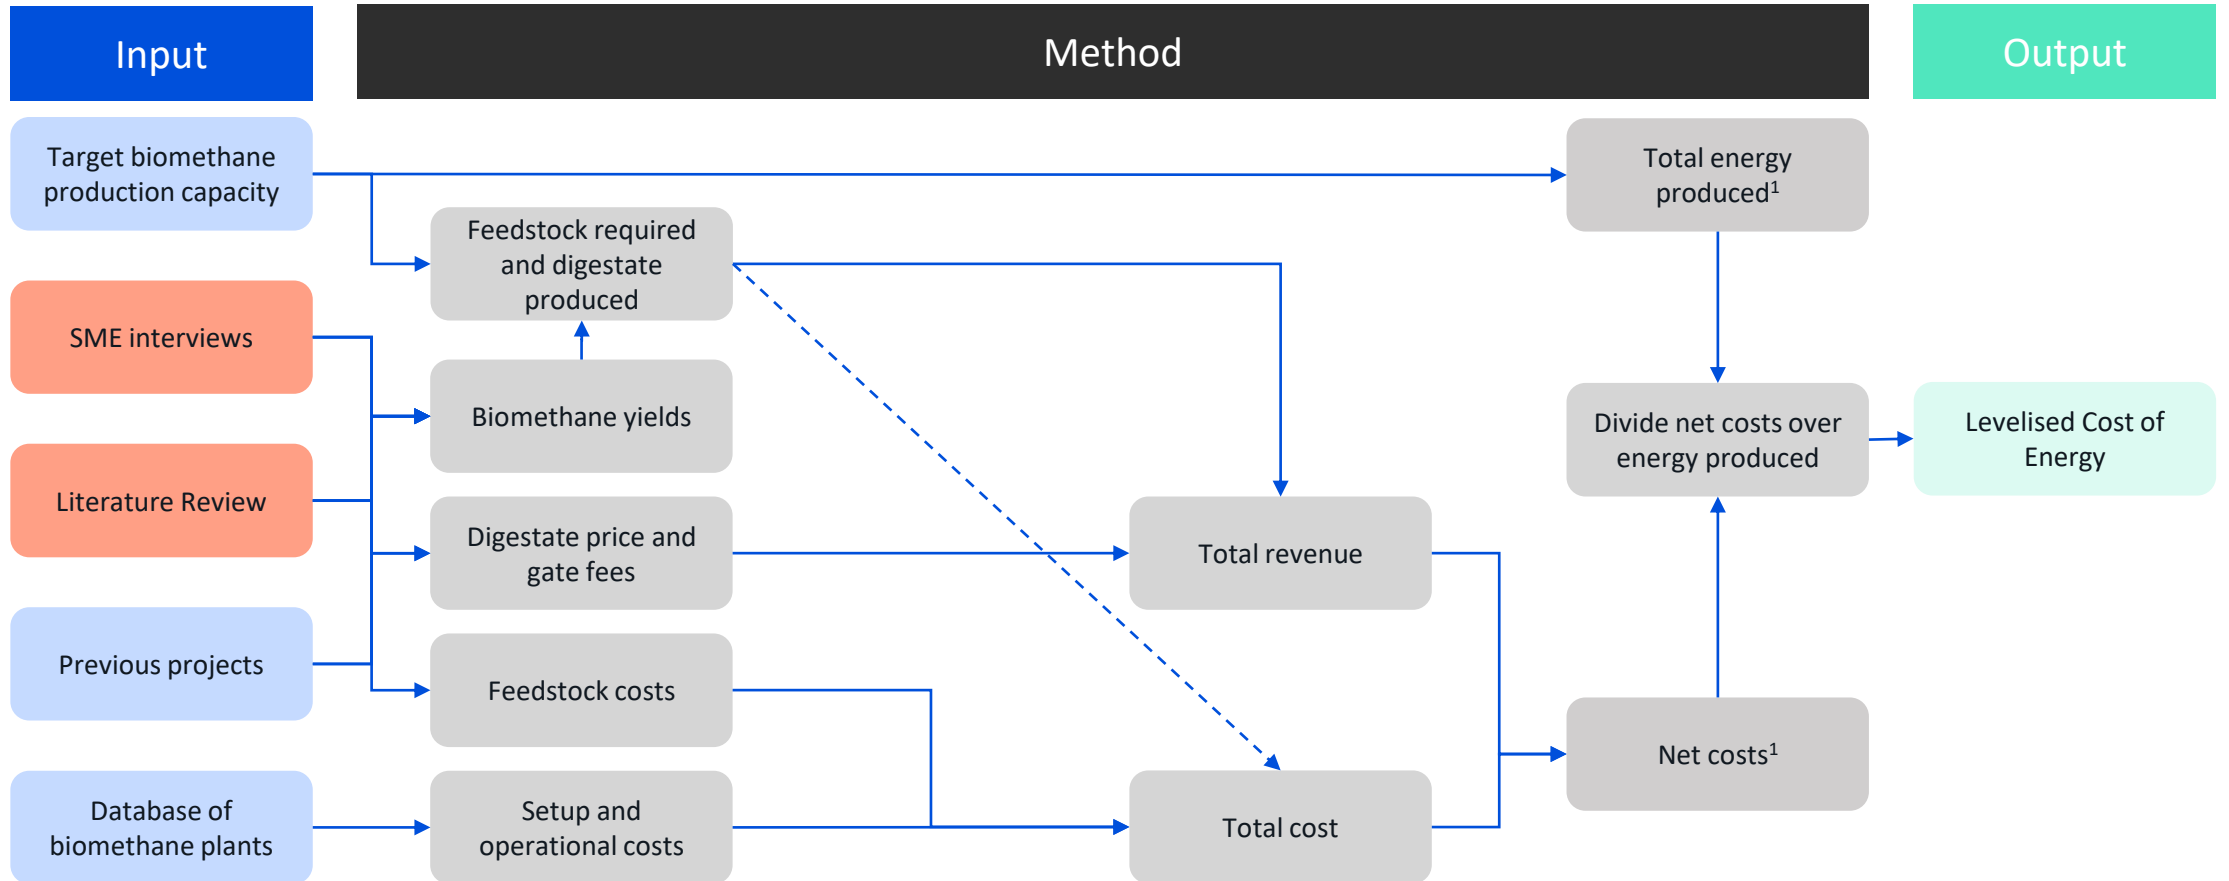 Input
Method
Output
Target biomethane
production capacity
Total energy
produced¹
Feedstock required
and digestate
produced
SME interviews
Biomethane yields
Divide net costs over
energy produced
Levelised Cost of
Energy
Literature Review
Digestate price and
gate fees
Total revenue
Previous projects
Feedstock costs
Net costs¹
Database of
biomethane plants
Setup and
operational costs
Total cost